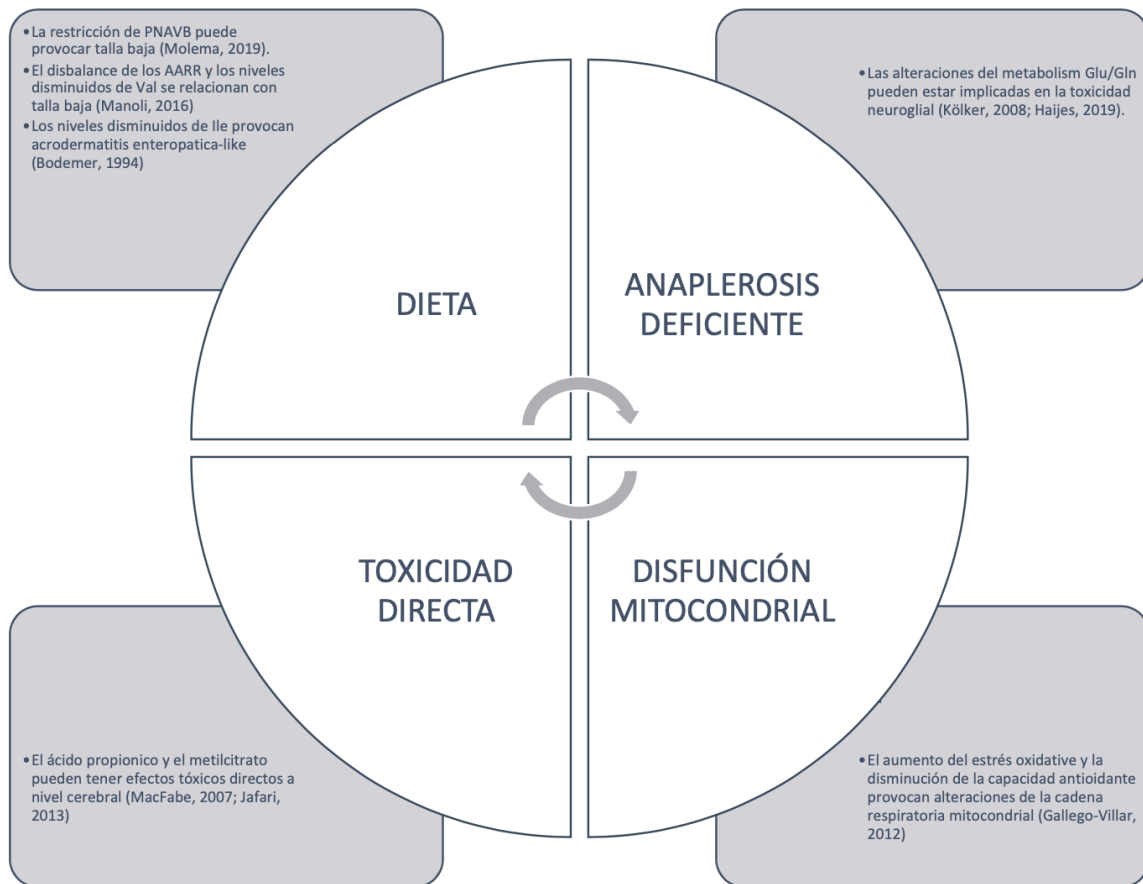 •La restricción de PNAVB puede
provocar talla baja (Molema, 2019).
•El disbalance de los AARR y los niveles
disminuidos de Val se relacionan con
talla baja (Manoli, 2016)
•Los niveles disminuidos de Ile provocan
acrodermatitis enteropatica-like
(Bodemer, 1994)
•Las alteraciones del metabolism Glu/Gln
pueden estar implicadas en la toxicidad
neuroglial (Kölker, 2008; Haijes, 2019).
DIETA
ANAPLEROSIS
DEFICIENTE
TOXICIDAD
DIRECTA
DISFUNCIÓN
MITOCONDRIAL
•El ácido propionico y el metilcitrato
pueden tener efectos tóxicos directos a
nivel cerebral (MacFabe, 2007; Jafari,
2013)
•El aumento del estrés oxidative y la
disminución de la capacidad antioidante
provocan alteraciones de la cadena
respiratoria mitocondrial (Gallego-Villar,
2012)